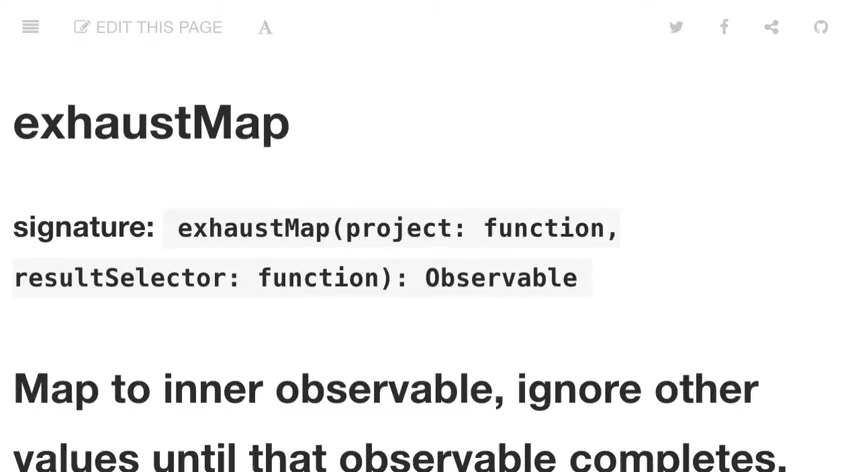 EDIT THIS PAGE A
exhaustMap
signature: exhaustMap(project: function,
resultSelector: function): Observable
Map to inner observable, ignore other
values until that observable completes.